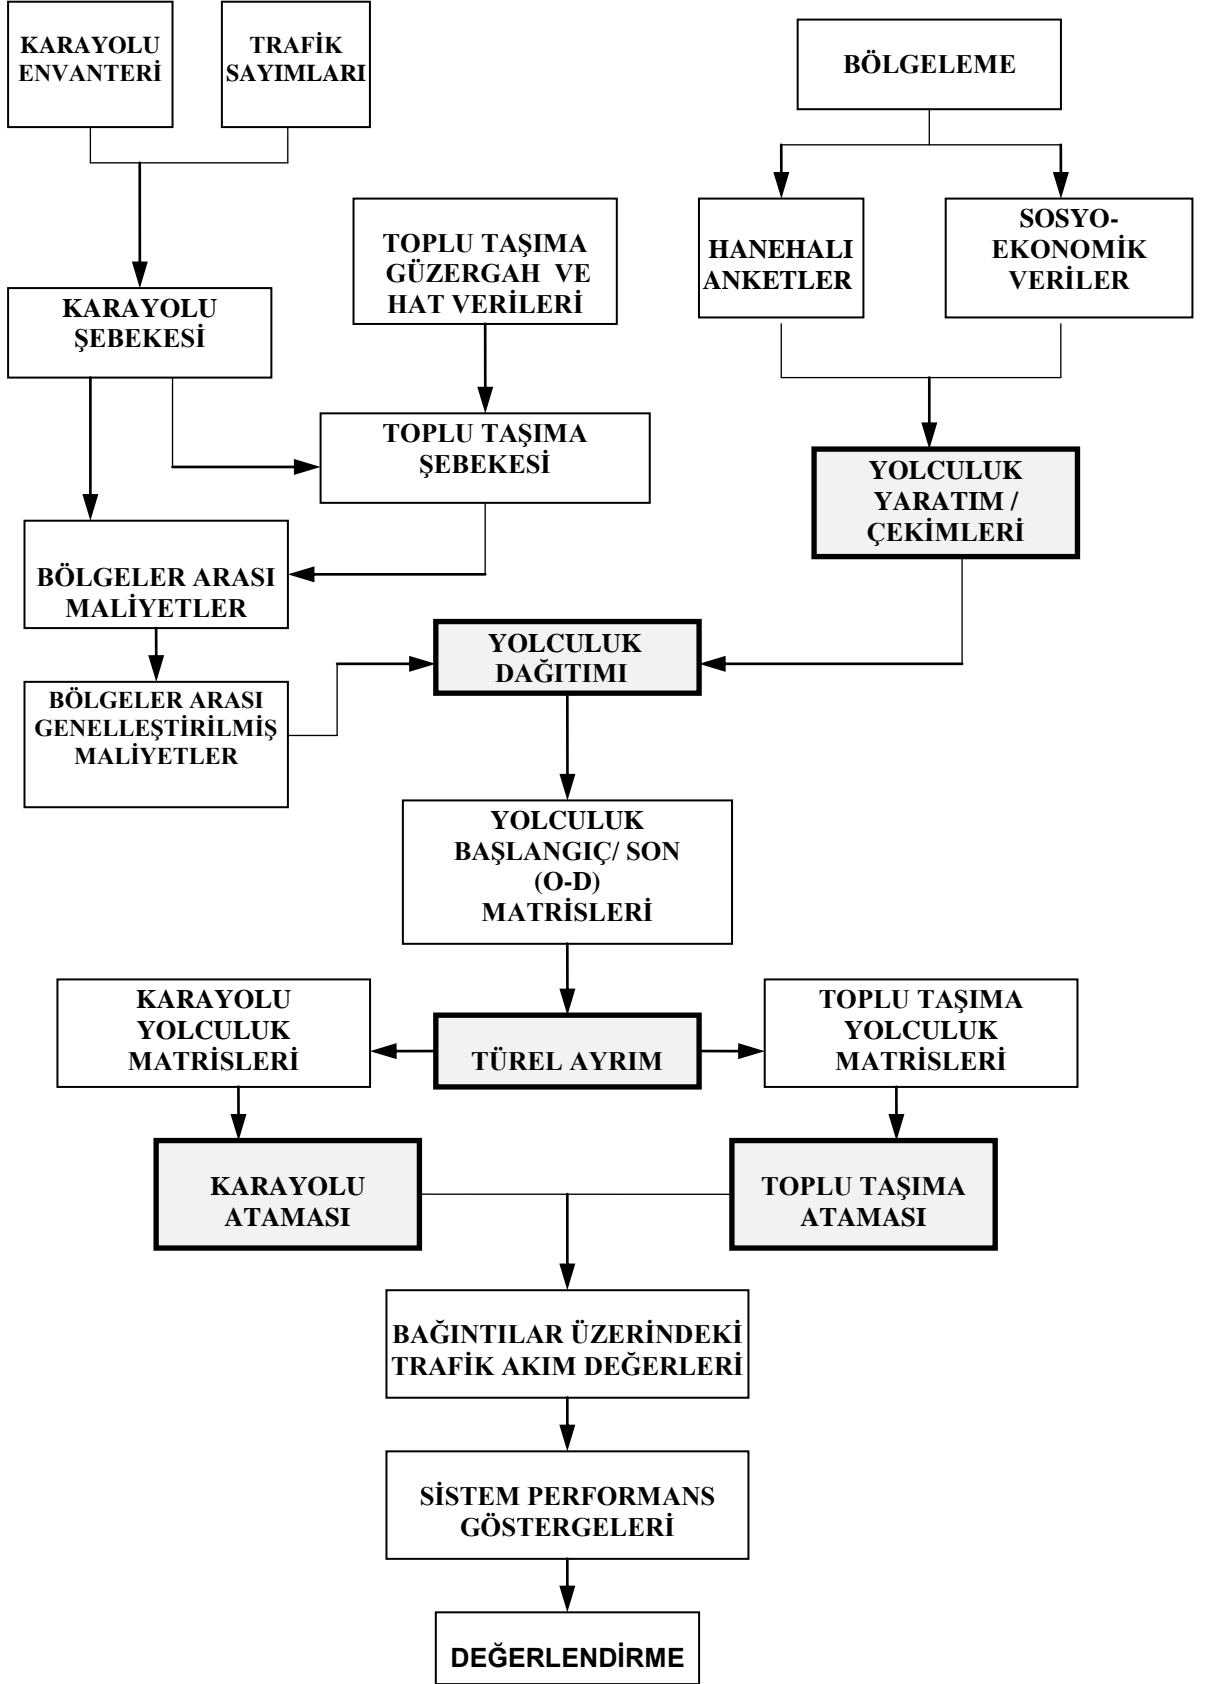 KARAYOLU
ENVANTERİ
TRAFİK
SAYIMLARI
BÖLGELEME
HANEHALI
ANKETLER
SOSYO-
EKONOMİK
VERİLER
TOPLU TAŞIMA
GÜZERGAH VE
HAT VERİLERİ
KARAYOLU
ŞEBEKESİ
TOPLU TAŞIMA
ŞEBEKESİ
YOLCULUK
YARATIM /
ÇEKİMLERİ
BÖLGELER ARASI
MALİYETLER
YOLCULUK
DAĞITIMI
BÖLGELER ARASI
GENELLEŞTİRİLMİŞ
MALİYETLER
YOLCULUK
BAŞLANGIÇ/ SON
(O-D)
MATRİSLERİ
KARAYOLU
YOLCULUK
MATRİSLERİ
TÜREL AYRIM
TOPLU TAŞIMA
YOLCULUK
MATRİSLERİ
KARAYOLU
ATAMASI
TOPLU TAŞIMA
ATAMASI
BAĞINTILAR ÜZERİNDEKİ
TRAFİK AKIM DEĞERLERİ
SİSTEM PERFORMANS
GÖSTERGELERİ
DEĞERLENDİRME